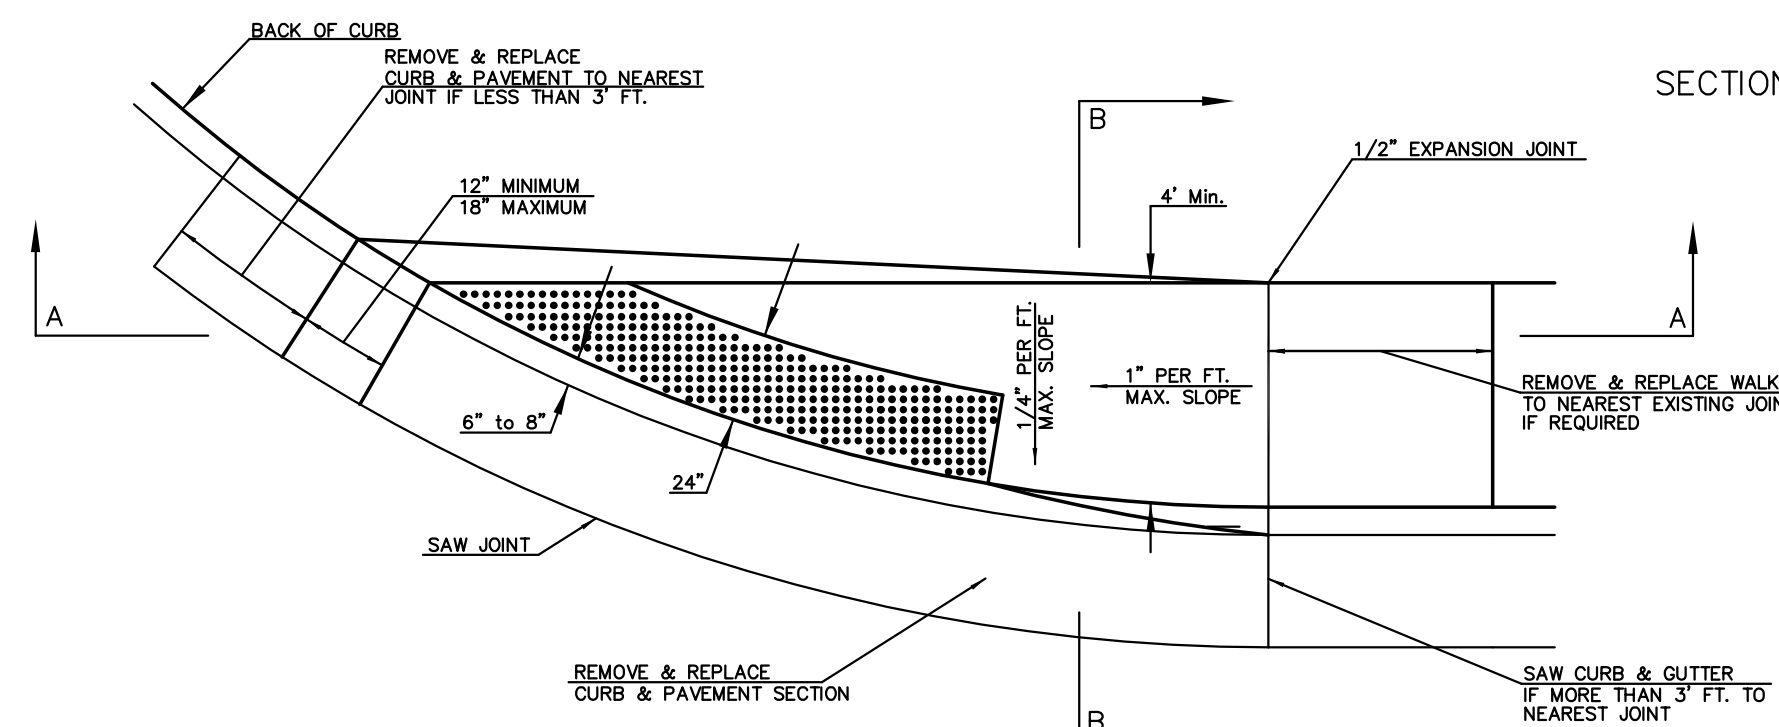 BACK OF CURB
REMOVE & REPLACE
CURB & PAVEMENT TO NEAREST
JOINT IF LESS THAN 3' FT.
SECTION
B
1/2" EXPANSION JOINT
12" MINIMUM
18" MAXIMUM
4' Min.
A
A
1/4" PER FT.
MAX. SLOPE
1" PER FT.
MAX. SLOPE
REMOVE & REPLACE WALK
TO NEAREST EXISTING
IF REQUIRED
6" to 8"
24"
SAW JOINT
REMOVE & REPLACE
CURB & PAVEMENT SECTION
SAW CURB & GUTTER
IF MORE THAN 3' FT. TO
NEAREST JOINT
B